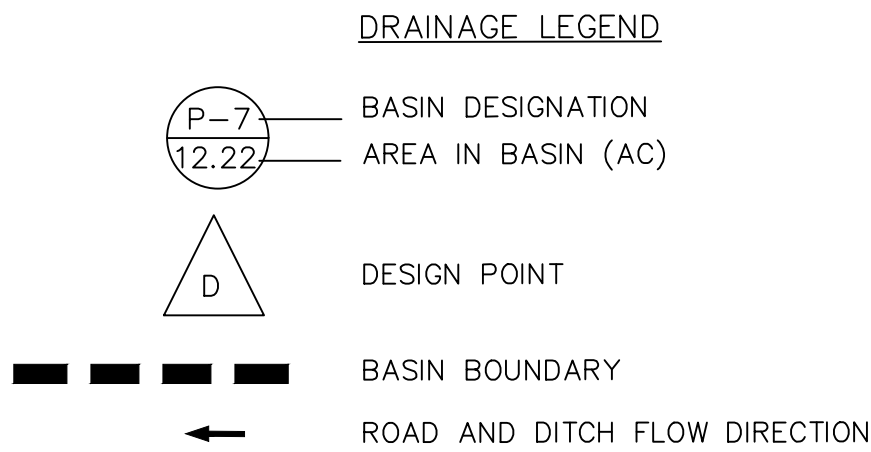 DRAINAGE LEGEND
P-7 BASIN DESIGNATION
12.22 AREA IN BASIN (AC)
D DESIGN POINT
BASIN BOUNDARY
ROAD AND DITCH FLOW DIRECTION